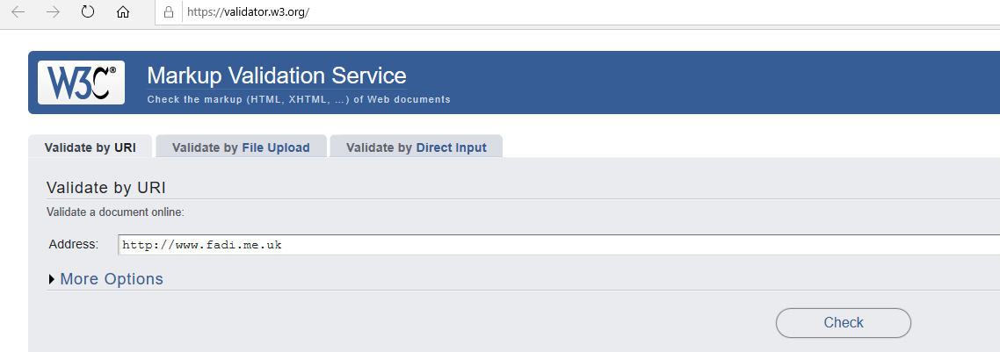 https://validator.w3.org/
W3C®
Markup Validation Service
Check the markup (HTML, XHTML, …) of Web documents
Validate by URI Validate by File Upload Validate by Direct Input
Validate by URI
Validate a document online:
Address: http://www.fadi.me.uk
More Options
Check